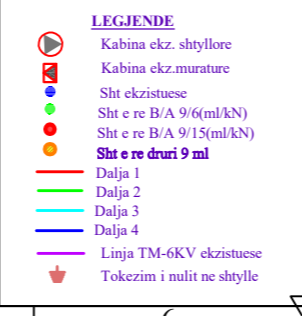 LEGJENDE
Kabina ekz. shtyllore
Kabina ekz.murature
Sht ekzistuese
Sht e re B/A 9/6(ml/kN)
Sht e re B/A 9/15(ml/kN)
Sht e re druri 9 ml
Dalja 1
Dalja 2
Dalja 3
Dalja 4
Linja TM-6KV ekzistuese
Tokezim i nulit ne shtylle